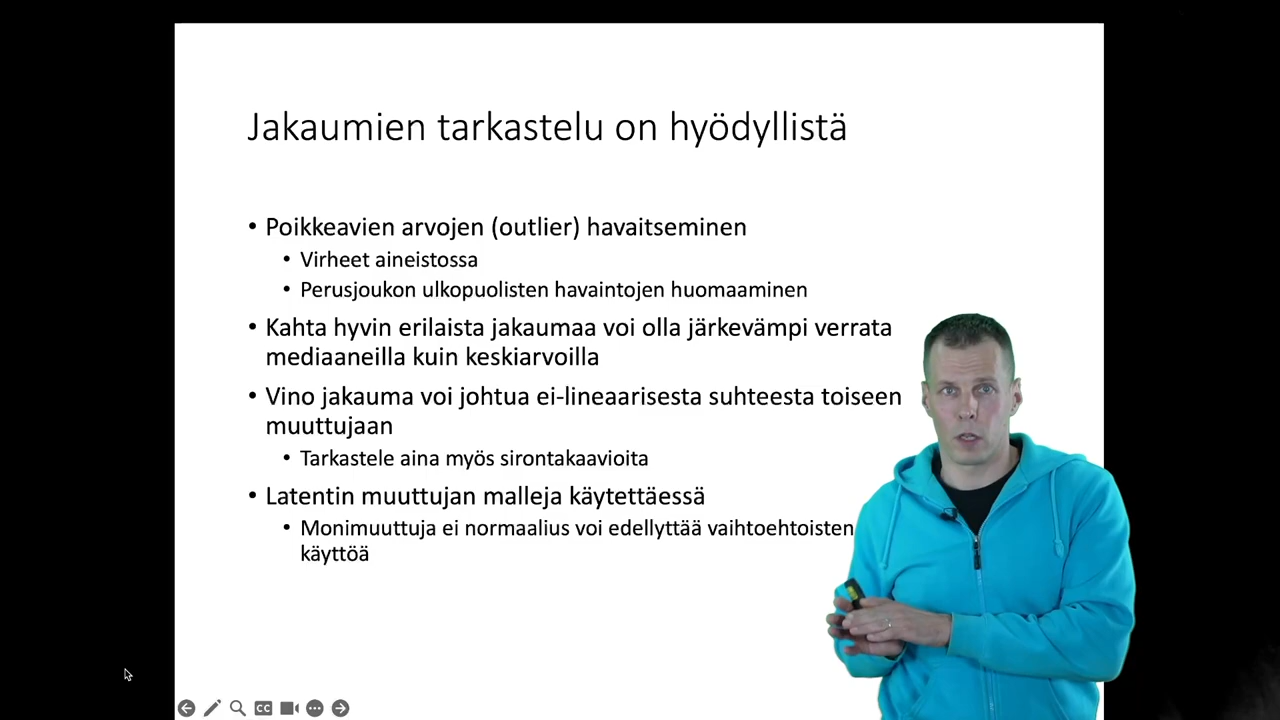 Jakaumien tarkastelu on hyödyllistä
• Poikkeavien arvojen (outlier) havaitseminen
• Virheet aineistossa
• Perusjoukon ulkopuolisten havaintojen huomaaminen
• Kahta hyvin erilaista jakaumaa voi olla järkevämpi verrata
mediaaneilla kuin keskiarvoilla
• Vino jakauma voi johtua ei-lineaarisesta suhteesta toiseen
muuttujaan
• Tarkastele aina myös sirontakaavioita
• Latentin muuttujan malleja käytettäessä
• Monimuuttuja ei normaalius voi edellyttää vaihtoehtoisten
käyttöä
CC